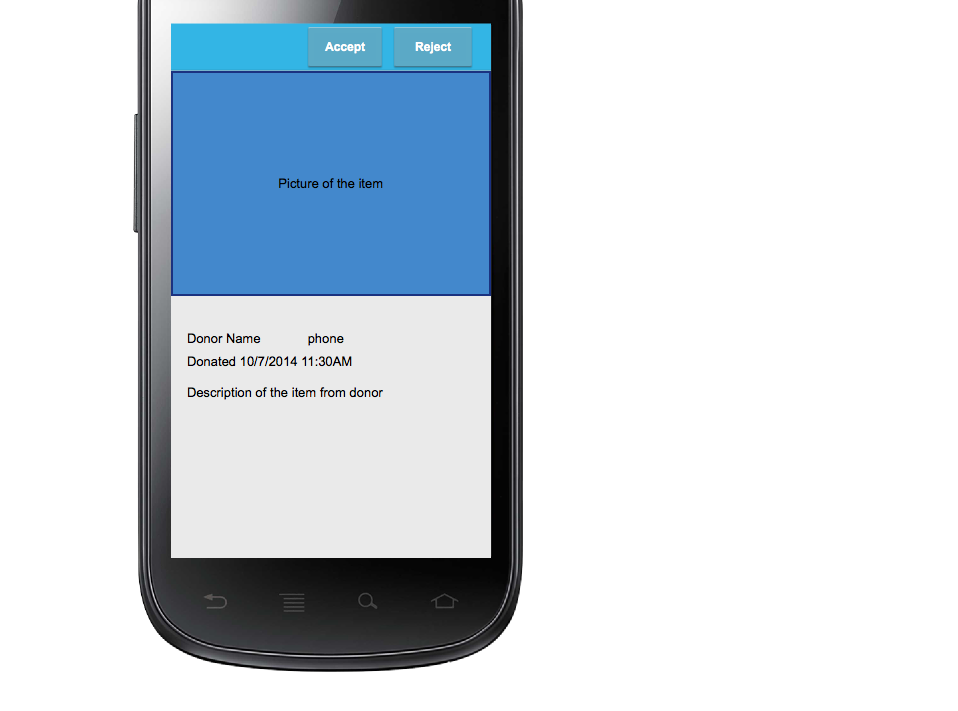 Accept Reject
Picture of the item
Donor Name phone
Donated 10/7/2014 11:30AM
Description of the item from donor